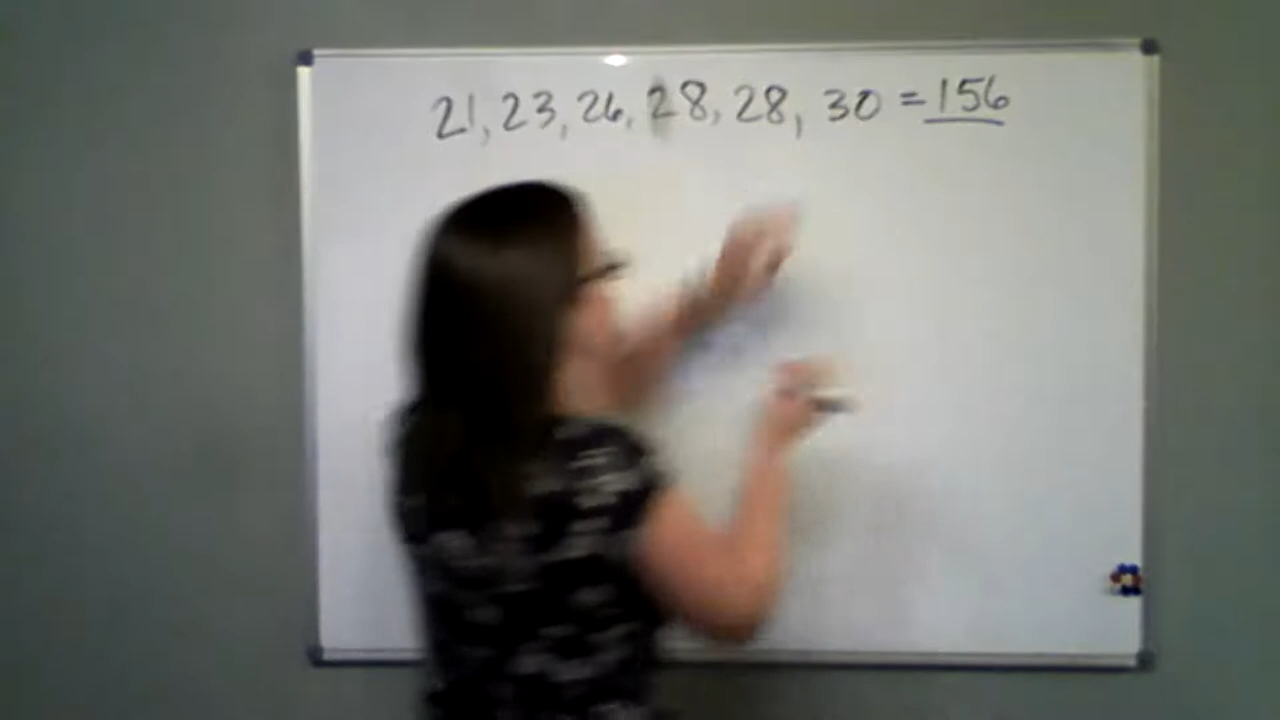 21, 23, 26, 28, 28, 30 = 156